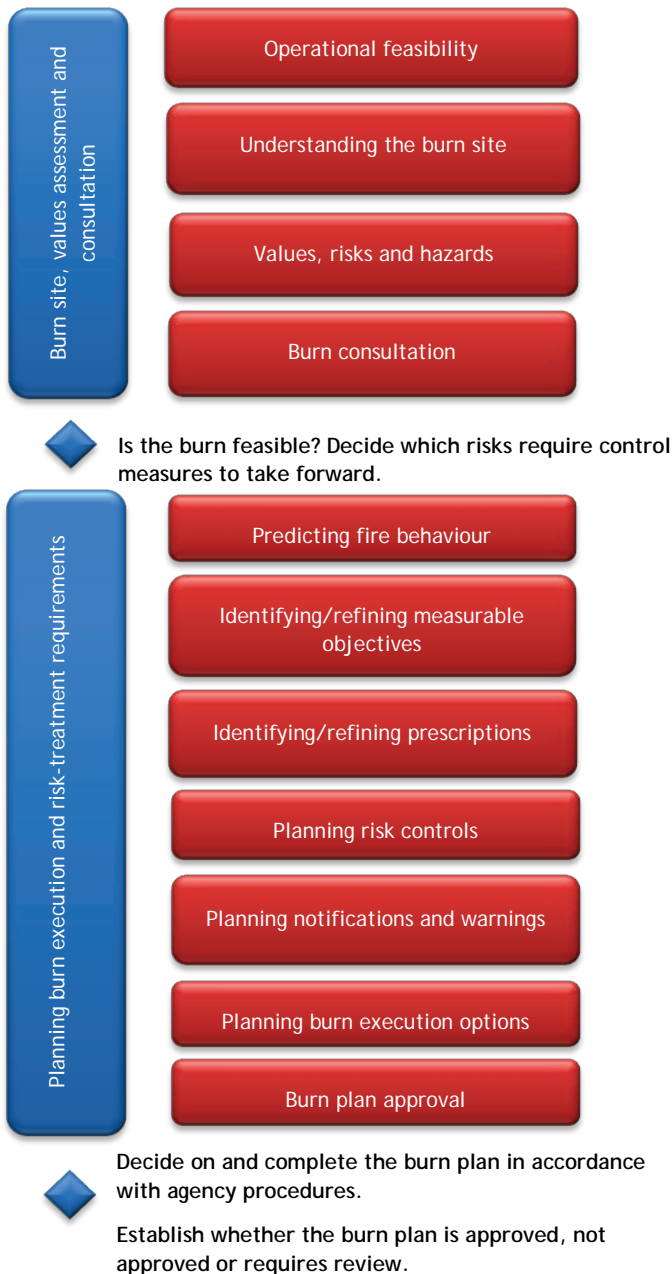 Burn site, values assessment and
consultation
Operational feasibility
Understanding the burn site
Values, risks and hazards
Burn consultation
Is the burn feasible? Decide which risks require control
measures to take forward.
Planning burn execution and risk-treatment requirements
Predicting fire behaviour
Identifying/refining measurable
objectives
Identifying/refining prescriptions
Planning risk controls
Planning notifications and warnings
Planning burn execution options
Burn plan approval
Decide on and complete the burn plan in accordance
with agency procedures.
Establish whether the burn plan is approved, not
approved or requires review.